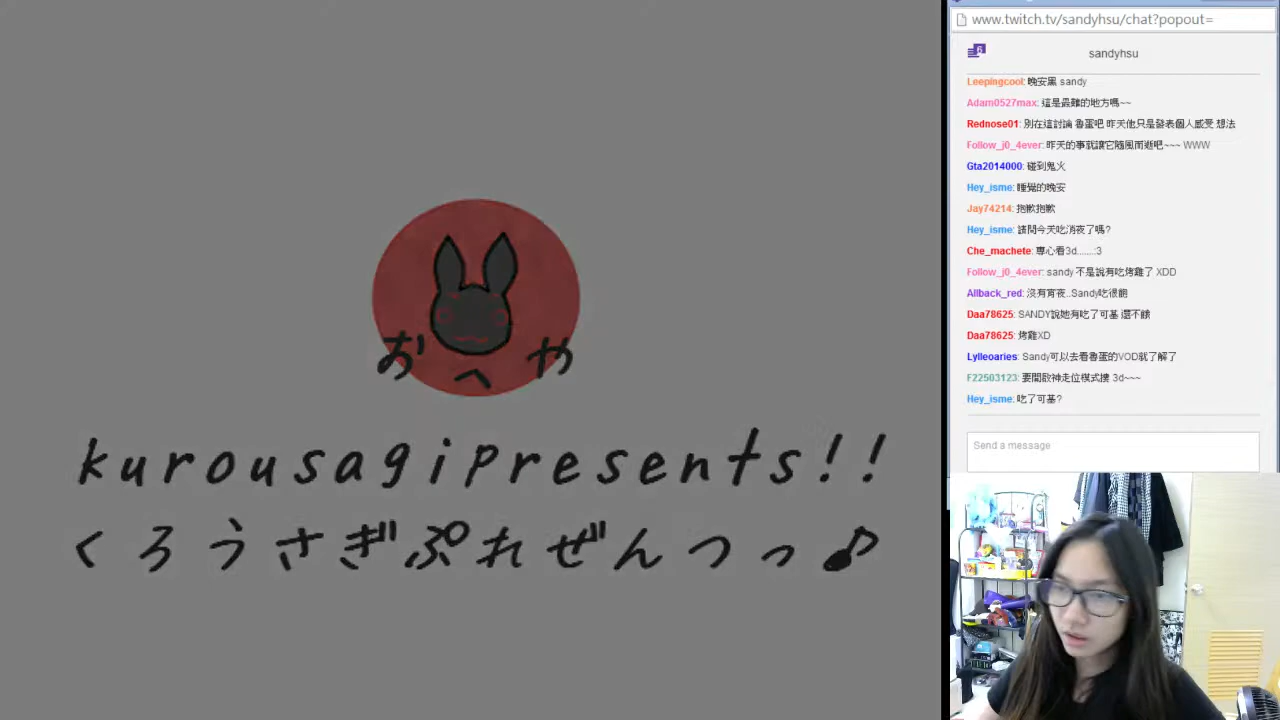 おへや
kurousagipresents!!
くろうさぎぷれぜんつっ♪
www.twitch.tv/sandyhsu/chat?popout=
6
sandyhsu
Leepingcool: 晚安黑 sandy
Adam0527max: 這是最難的地方嗎~~
Rednose01: 別在這討論 魯蛋吧 昨天他只是發表個人感受 想法
Follow_j0_4ever: 昨天的事就讓它隨風而逝吧~~~ WWW
Gta2014000: 碰到鬼火
Hey_isme: 睡覺的晚安
Jay74214: 抱歉抱歉
Hey_isme: 請問今天吃消夜了嗎?
Che_machete: 專心看3d.......:3
Follow_j0_4ever: sandy 不是說有吃烤雞了 XDD
Allback_red: 沒有宵夜..Sandy吃很飽
Daa78625: SANDY說她有吃了可基 還不餓
Daa78625: 烤雞XD
Lylleoaries: Sandy可以去看魯蛋的VOD就了解了
F22503123: 要開啟神走位模式摟 3d~~~
Hey_isme: 吃了可基?
Send a message